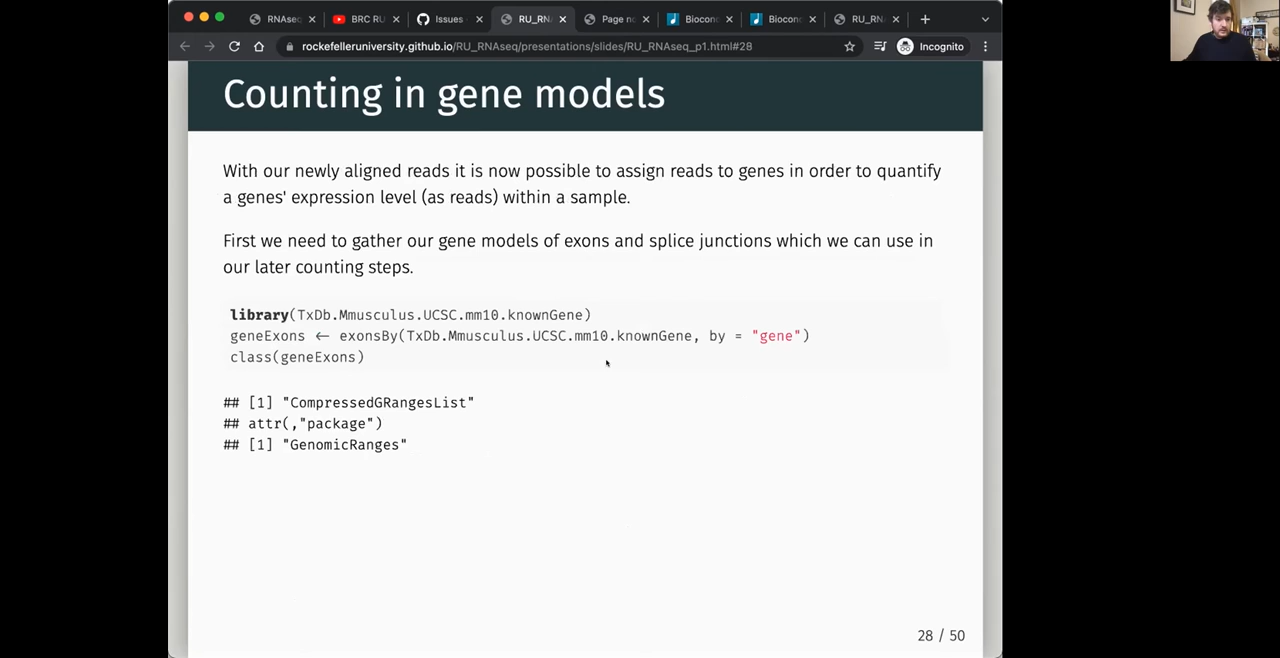 RNAseq
BRC RU
Issues
RU_RN
Page n
Biocon
Biocon
RU_RN
rockefelleruniversity.github.io/RU_RNAseq/presentations/slides/RU_RNAseq_p1.html#28
Incognito
Counting in gene models
With our newly aligned reads it is now possible to assign reads to genes in order to quantify
a genes' expression level (as reads) within a sample.
First we need to gather our gene models of exons and splice junctions which we can use in
our later counting steps.
library(TxDb.Mmusculus.UCSC.mm10.knownGene)
geneExons <- exonsBy(TxDb.Mmusculus.UCSC.mm10.knownGene, by = "gene")
class(geneExons)
## [1] "CompressedGRangesList"
## attr(,"package")
## [1] "GenomicRanges"
28 / 50